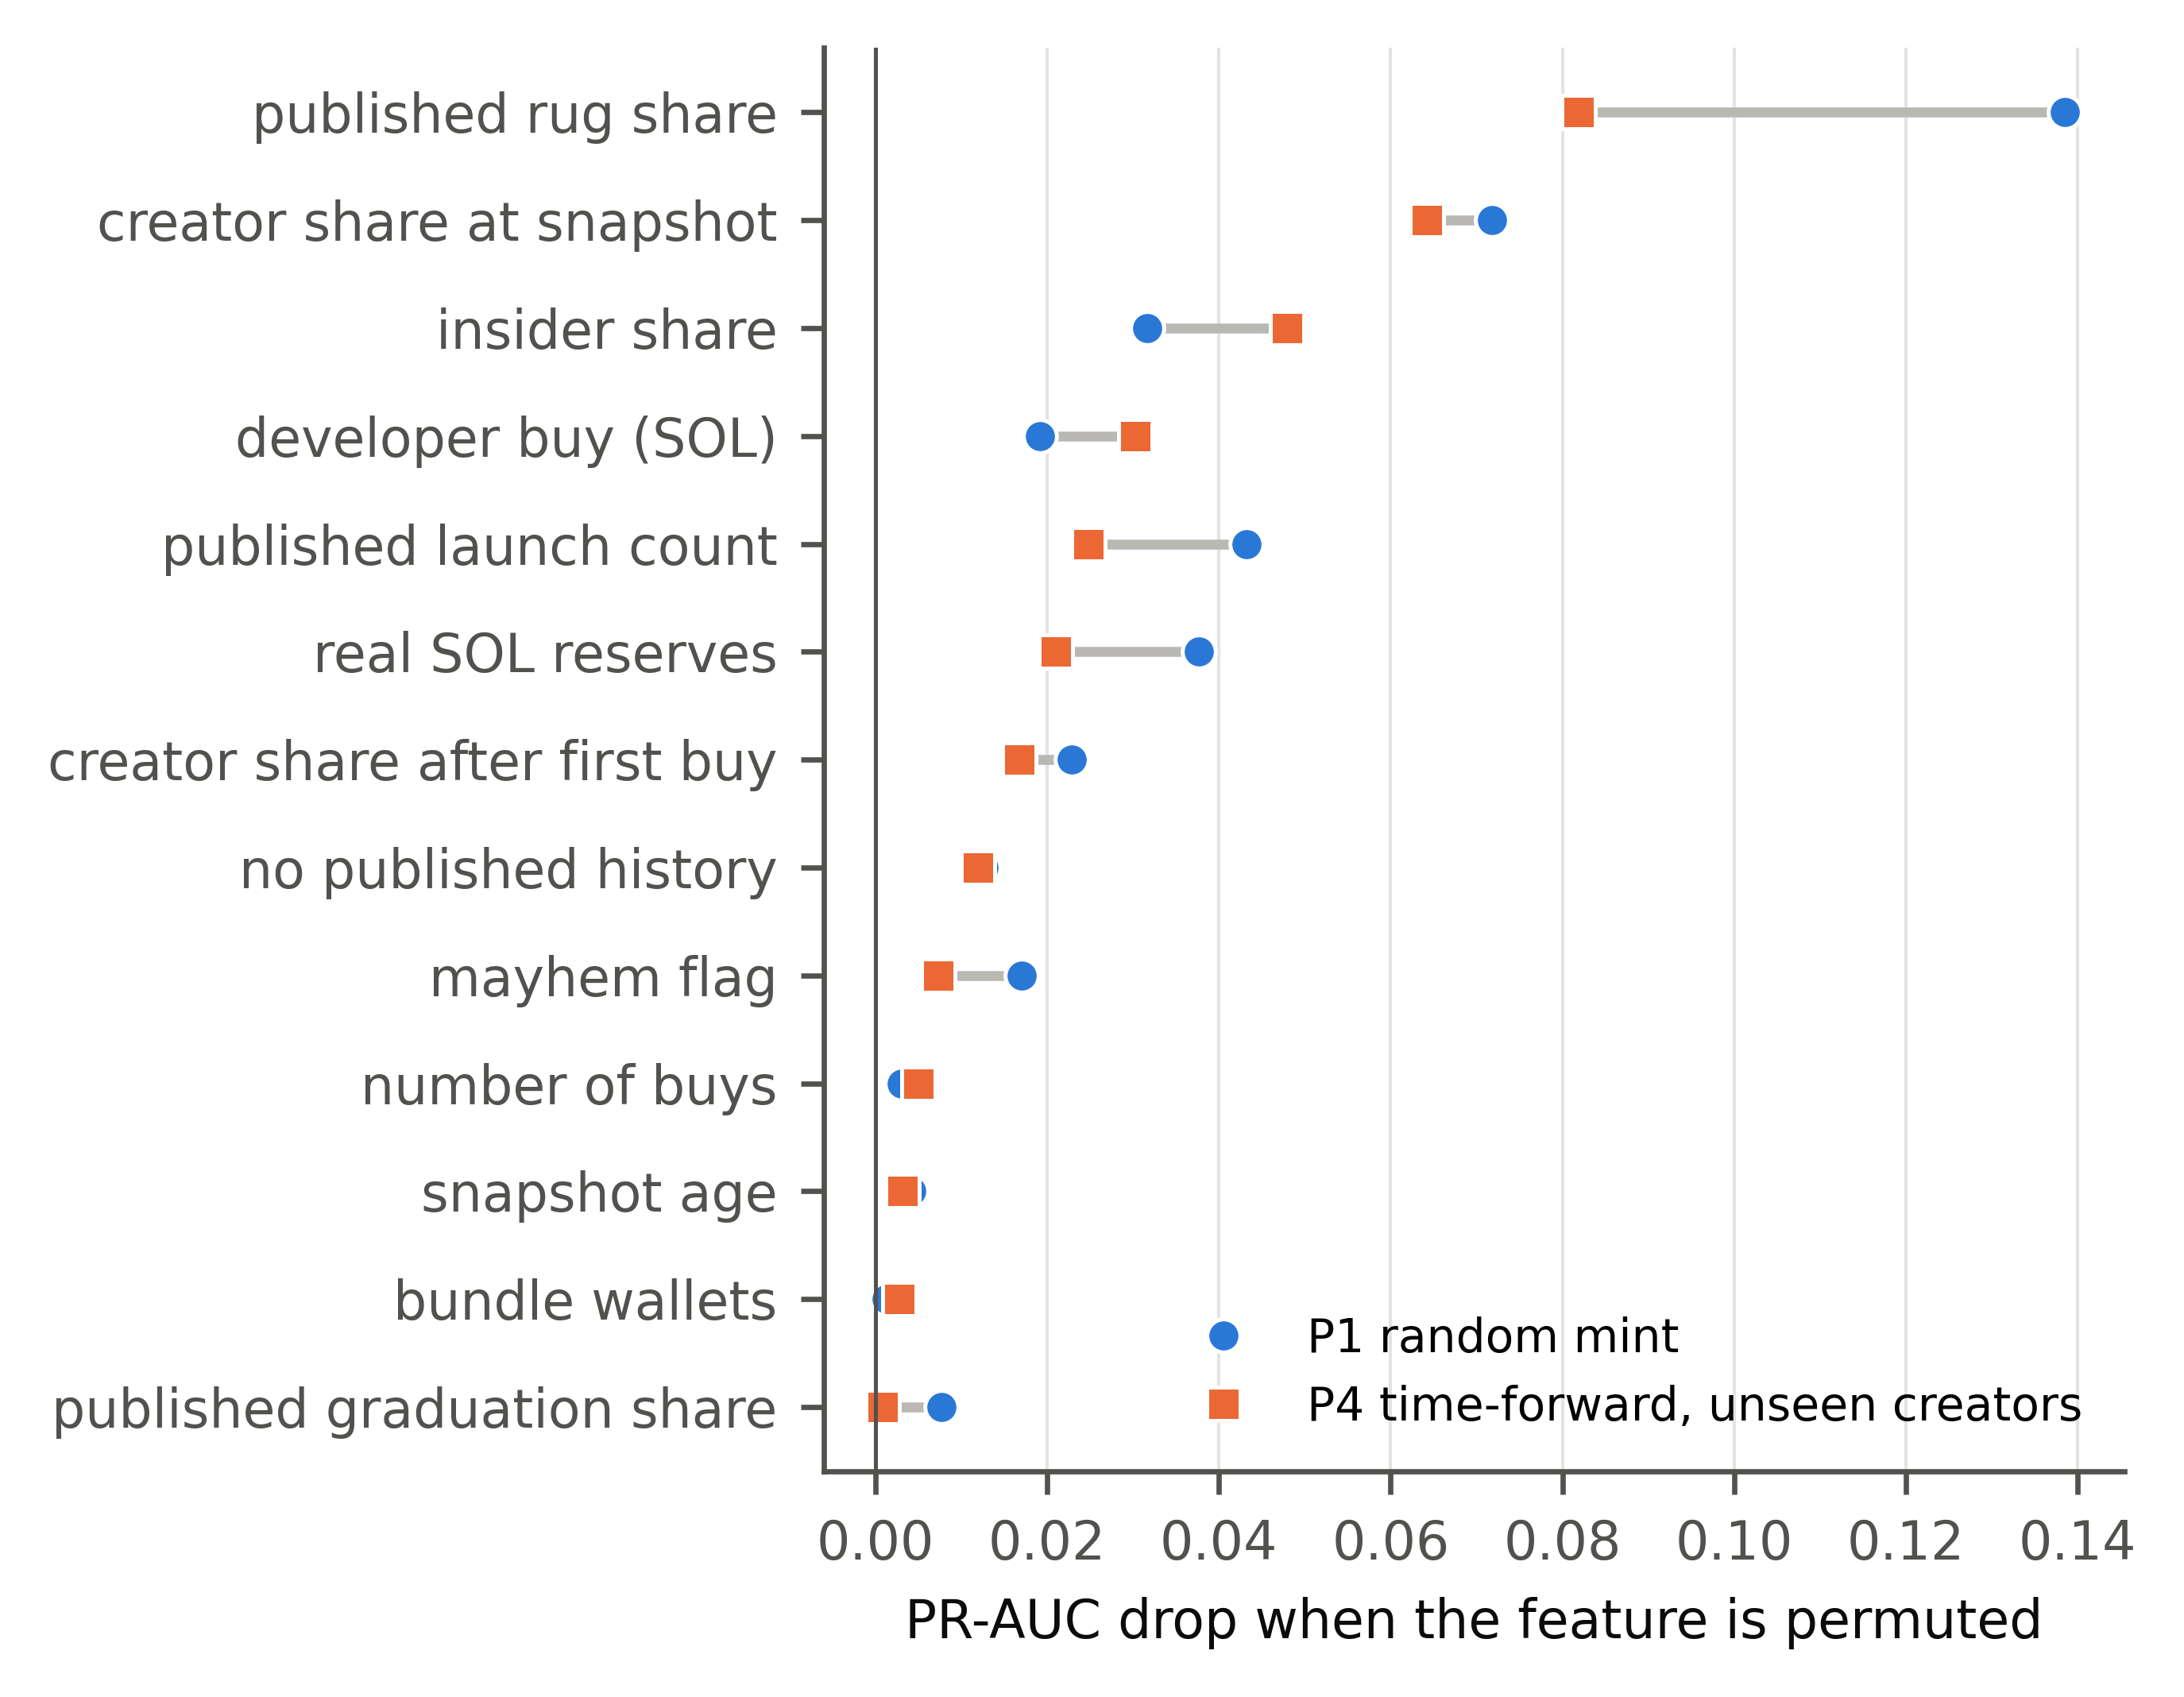 published rug share
creator share at snapshot
insider share
developer buy (SOL)
published launch count
real SOL reserves
creator share after first buy
no published history
mayhem flag
number of buys
snapshot age
bundle wallets
published graduation share
P1 random mint
P4 time-forward, unseen creators
0.00 0.02 0.04 0.06 0.08 0.10 0.12 0.14
PR-AUC drop when the feature is permuted